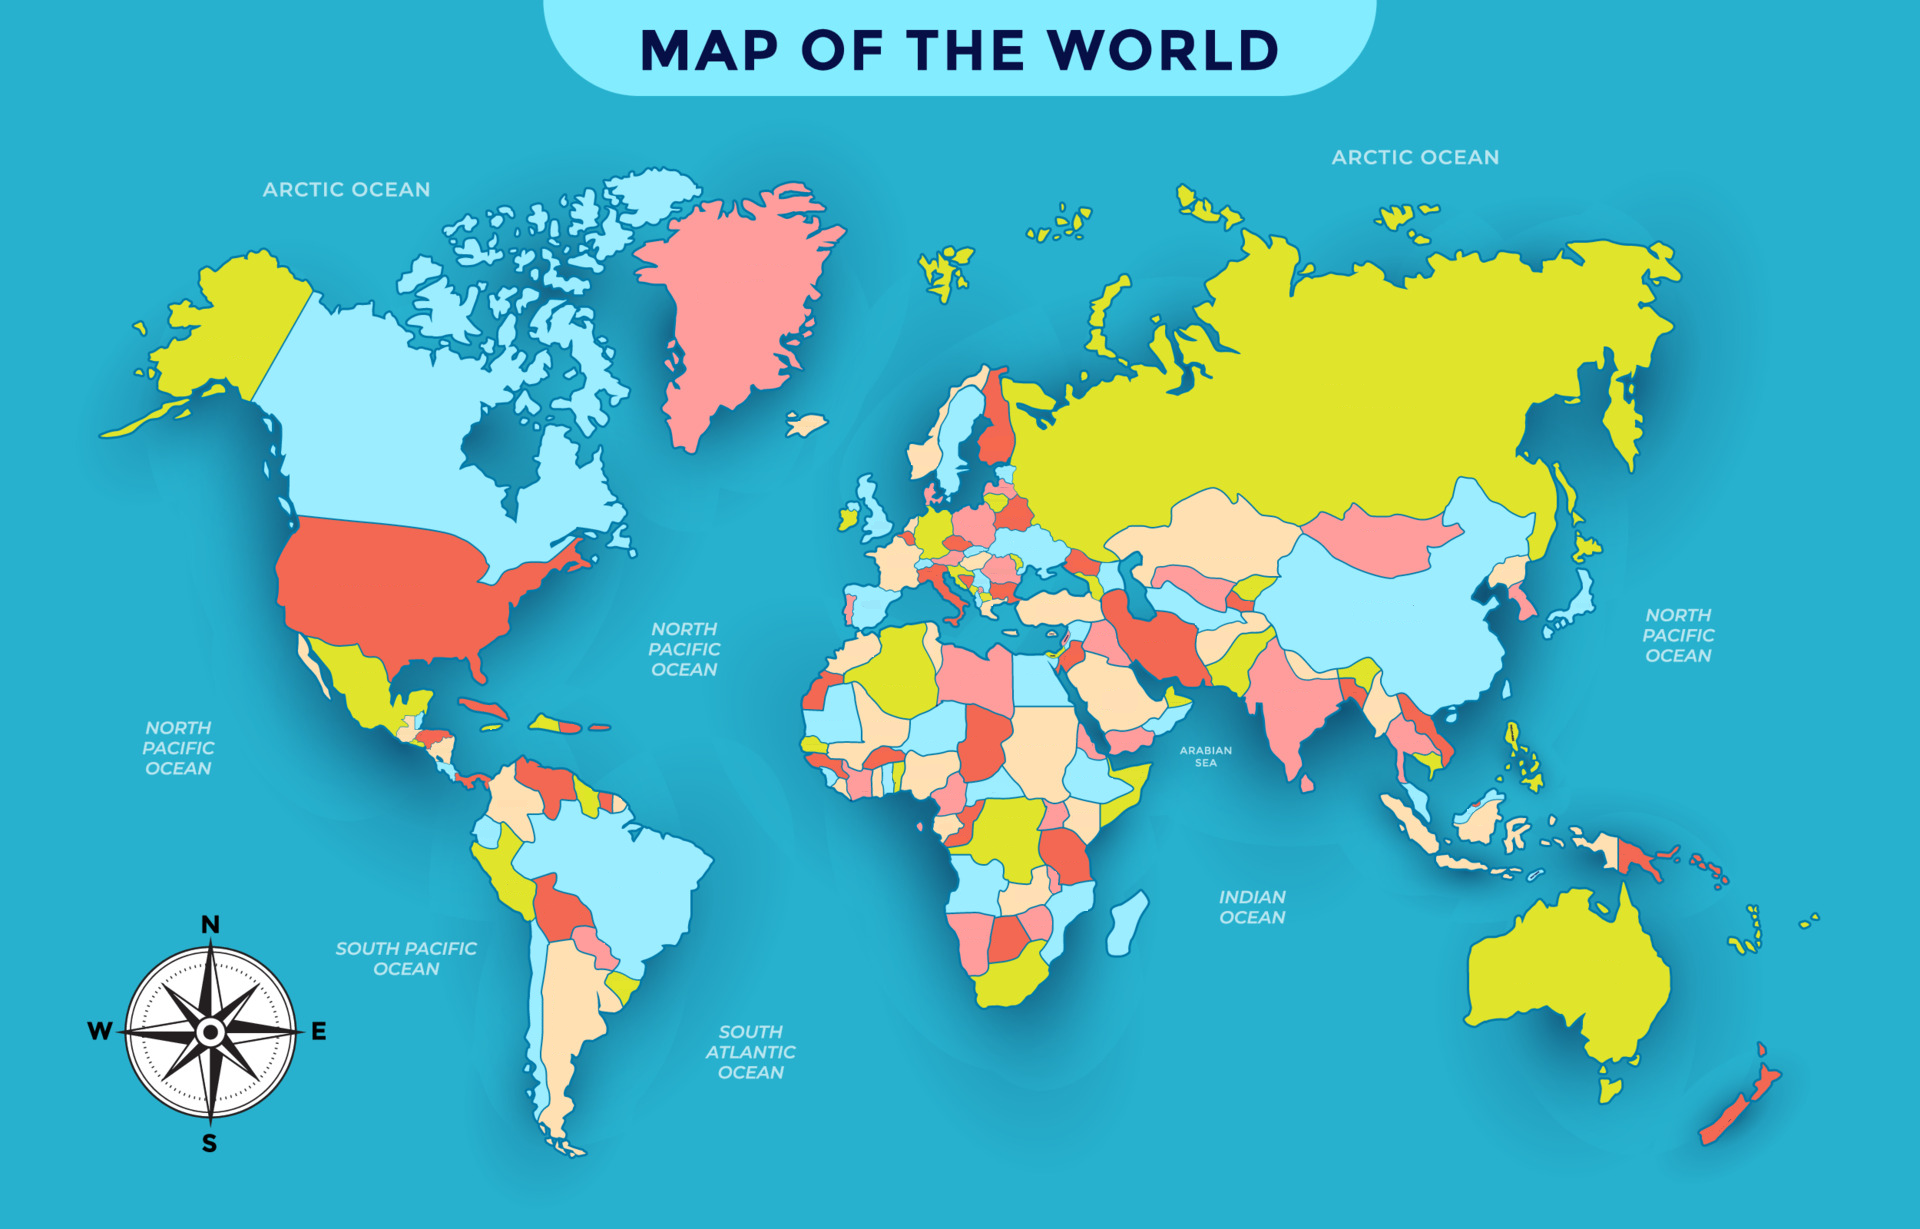 MAP OF THE WORLD
ARCTIC OCEAN
ARCTIC OCEAN
NORTH
PACIFIC
OCEAN
NORTH
PACIFIC
OCEAN
NORTH
PACIFIC
OCEAN
ARABIAN
SEA
INDIAN
OCEAN
SOUTH PACIFIC
OCEAN
SOUTH
ATLANTIC
OCEAN
N
W
E
S